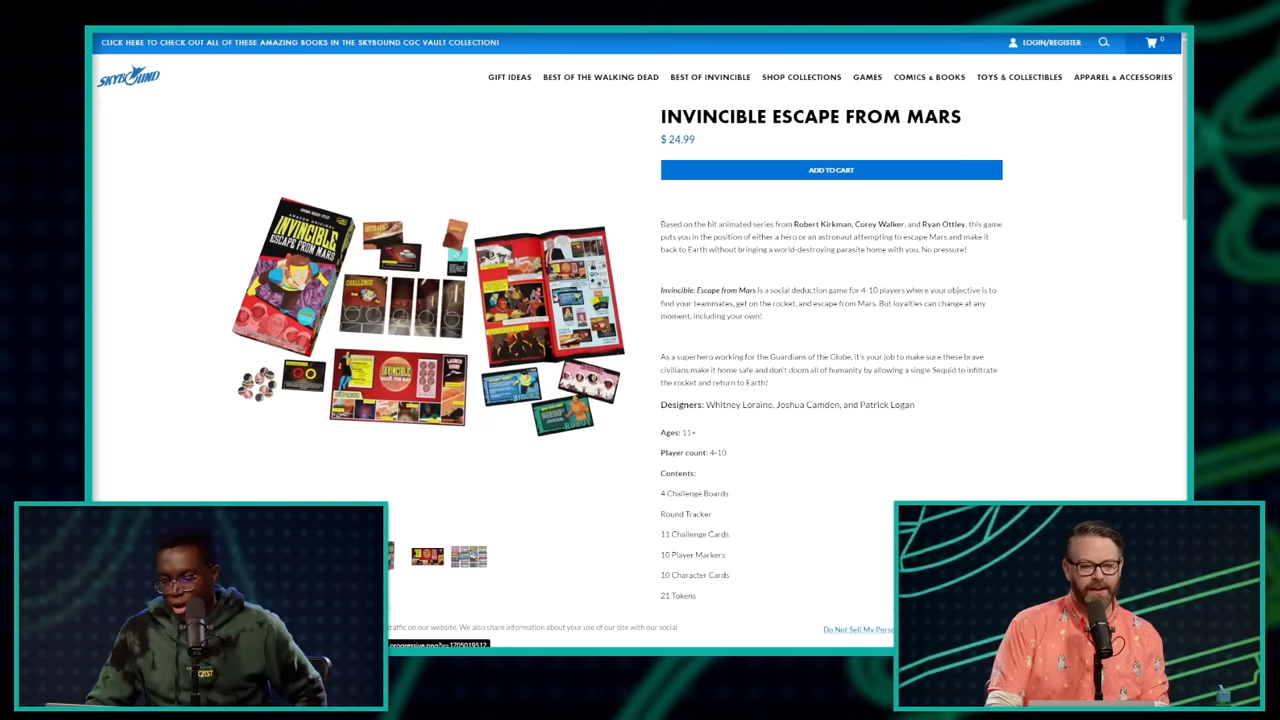 CLICK HERE TO CHECK OUT ALL OF THESE AMAZING BOOKS IN THE SKYBOUND CGC VAULT COLLECTION!
LOGIN/REGISTER
0
SKYBOUND
GIFT IDEAS BEST OF THE WALKING DEAD BEST OF INVINCIBLE SHOP COLLECTIONS GAMES COMICS & BOOKS TOYS & COLLECTIBLES APPAREL & ACCESSORIES
INVINCIBLE ESCAPE FROM MARS
$ 24.99
ADD TO CART
Based on the hit animated series from Robert Kirkman, Corey Walker, and Ryan Ottley, this game
puts you in the position of either a hero or an astronaut attempting to escape Mars and make it
back to Earth without bringing a world-destroying parasite home with you. No pressure!
Invincible: Escape from Mars is a social deduction game for 4-10 players where your objective is to
find your teammates, get on the rocket, and escape from Mars. But loyalties can change at any
moment, including your own!
As a superhero working for the Guardians of the Globe, it's your job to make sure these brave
civilians make it home safe and don't doom all of humanity by allowing a single Sequid to infiltrate
the rocket and return to Earth!
Designers: Whitney Loraine, Joshua Camden, and Patrick Logan
Ages: 11+
Player count: 4-10
Contents:
4 Challenge Boards
Round Tracker
11 Challenge Cards
10 Player Markers
10 Character Cards
21 Tokens
INVINCIBLE
ESCAPE FROM MARS
CHALLENGE
INVINCIBLE
ROBOT
traffic on our website. We also share information about your use of our site with our social
Do Not Sell My
progressive.png?v=1705019512